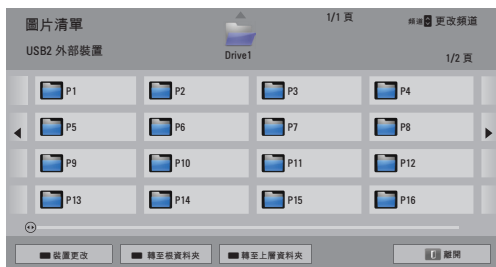 圖片清單
1/1 頁
頻道 更改頻道
USB2 外部裝置
Drive1
1/2 頁
P1 P2 P3 P4
P5 P6 P7 P8
P9 P10 P11 P12
P13 P14 P15 P16
裝置更改 轉至根資料夾 轉至上層資料夾 離開